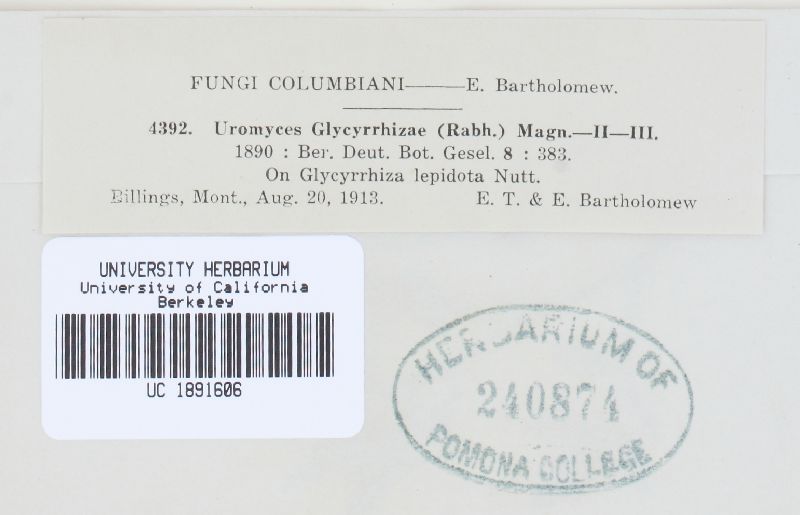 FUNGI COLUMBIANI——E. Bartholomew.
4392. Uromyces Glycyrrhizae (Rabh.) Magn.—II—III.
1890 : Ber. Deut. Bot. Gesel. 8 : 383.
On Glycyrrhiza lepidota Nutt.
Billings, Mont., Aug. 20, 1913. E. T. & E. Bartholomew
UNIVERSITY HERBARIUM
University of California
Berkeley
UC 1891606
HERBARIUM OF
240874
POMONA COLLEGE